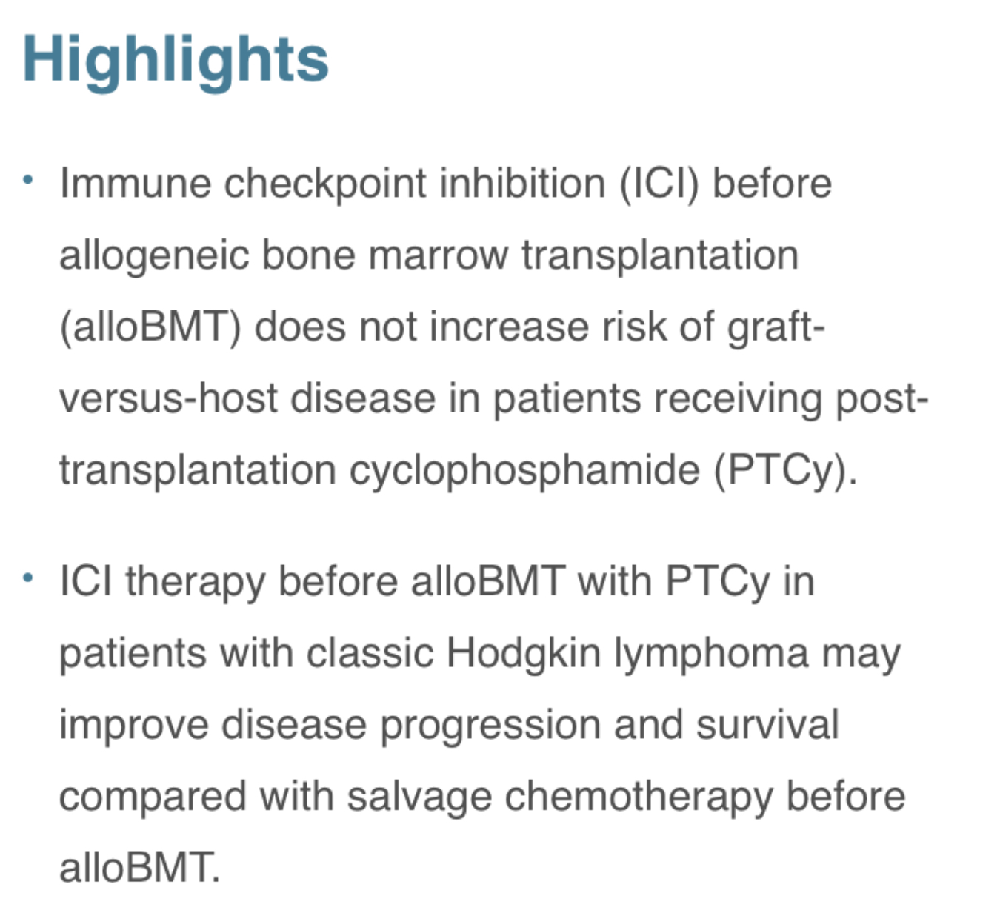 Highlights
• Immune checkpoint inhibition (ICI) before
allogeneic bone marrow transplantation
(alloBMT) does not increase risk of graft-
versus-host disease in patients receiving post-
transplantation cyclophosphamide (PTCy).
• ICI therapy before alloBMT with PTCy in
patients with classic Hodgkin lymphoma may
improve disease progression and survival
compared with salvage chemotherapy before
alloBMT.